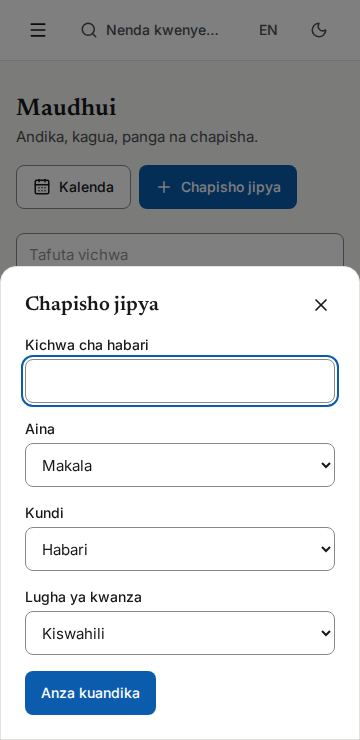 Nenda kwenye...
EN
Maudhui
Andika, kagua, panga na chapisha.
Kalenda
Chapisho jipya
Tafuta vichwa
Chapisho jipya
Kichwa cha habari
Aina
Makala
Kundi
Habari
Lugha ya kwanza
Kiswahili
Anza kuandika